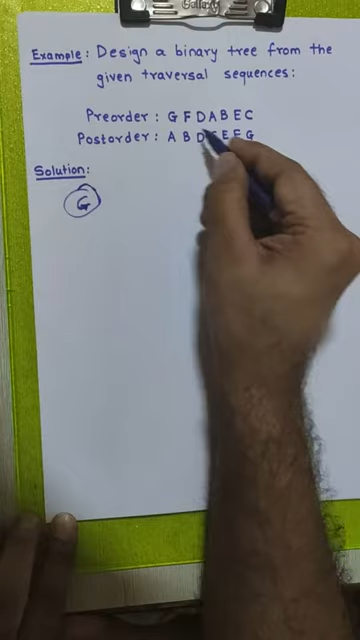 Example: Design a binary tree from the
given traversal sequences:
Preorder: G F D A B E C
Postorder: A B D C E F G
Solution:
G